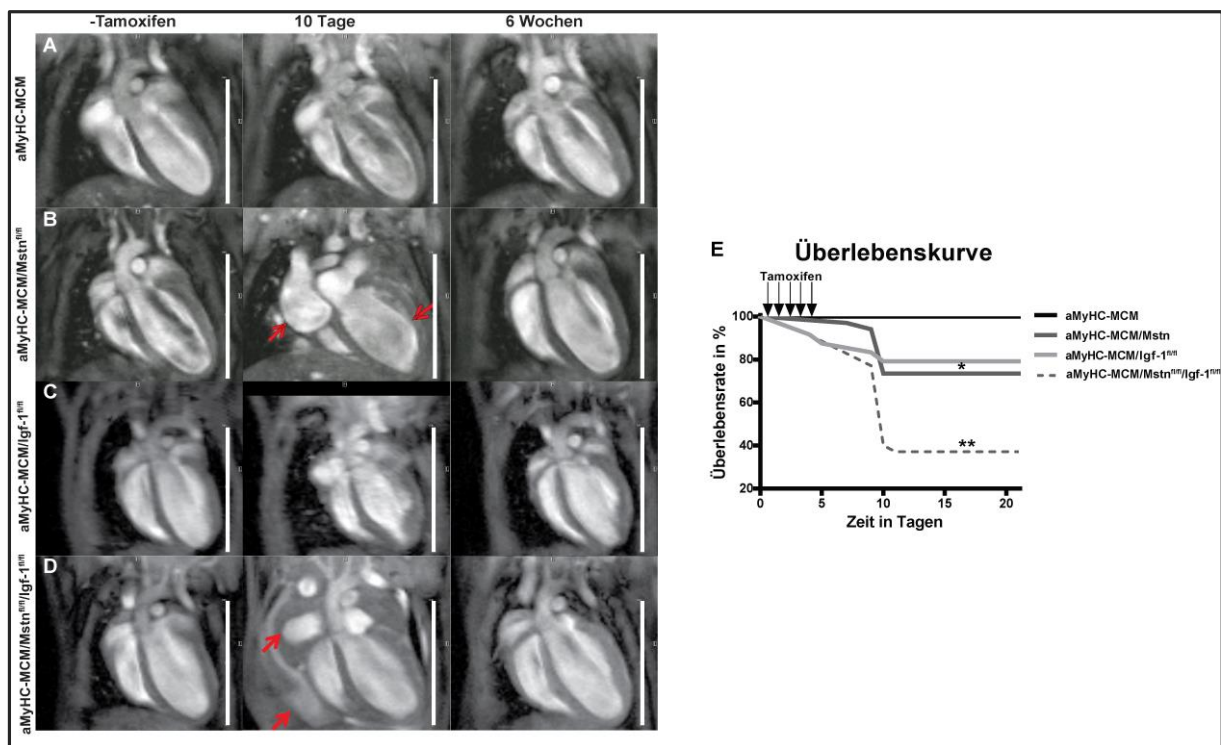 -Tamoxifen 10 Tage 6 Wochen
A
aMyHC-MCM
B
aMyHC-MCM/Mstnfl/fl
C
aMyHC-MCM/Igf-1fl/fl
D
aMyHC-MCM/Mstnfl/fl/Igf-1fl/fl
E
Überlebenskurve
Tamoxifen
100
80
60
40
20
Überlebensrate in %
*
**
0 5 10 15 20
Zeit in Tagen
aMyHC-MCM
aMyHC-MCM/Mstn
aMyHC-MCM/Igf-1fl/fl
aMyHC-MCM/Mstnfl/fl/Igf-1fl/fl